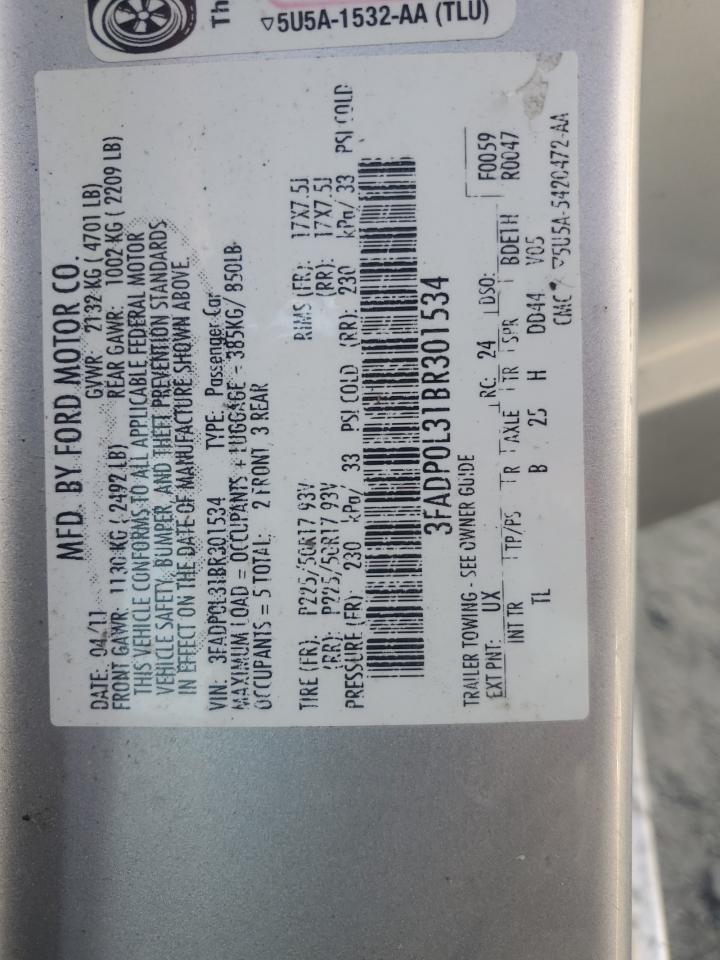 Th
▽5U5A-1532-AA (TLU)
MFD. BY FORD MOTOR CO.
DATE: 04/11 GVWR: 2132 KG ( 4701 LB)
FRONT GAWR: 1130 KG ( 2492 LB) REAR GAWR: 1002 KG ( 2209 LB)
THIS VEHICLE CONFORMS TO ALL APPLICABLE FEDERAL MOTOR
VEHICLE SAFETY, BUMPER, AND THEFT PREVENTION STANDARDS
IN EFFECT ON THE DATE OF MANUFACTURE SHOWN ABOVE.
VIN: 3FADP0L31BR301534 TYPE: Passenger Car
MAXIMUM LOAD = OCCUPANTS + LUGGAGE = 385KG/ 850LB
OCCUPANTS = 5 TOTAL: 2 FRONT, 3 REAR
TIRE (FR): P225/50R17 93V RIMS (FR): 17X7.5J
(RR): P225/50R17 93V (RR): 17X7.5J
PRESSURE (FR): 230 kPa/ 33 PSI COLD (RR): 230 kPa/ 33 PSI COLD
3FADP0L31BR301534
TRAILER TOWING - SEE OWNER GUIDE
EXT PNT: UX RC: 24 DSO: F0059
R0047
INT TR TP/PS R AXLE TR SPR BDE1H
TL B 25 H DD44 V05
CMC ▽5U5A-5420472-AA